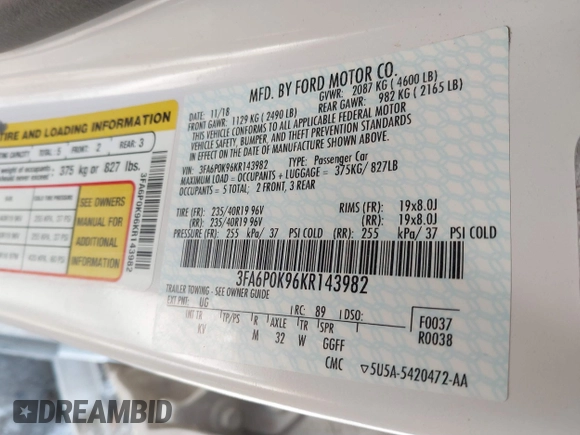 MFD. BY FORD MOTOR CO.
DATE: 11/18 GVWR: 2087 KG ( 4600 LB)
FRONT GAWR: 1129 KG ( 2490 LB) REAR GAWR: 982 KG ( 2165 LB)
THIS VEHICLE CONFORMS TO ALL APPLICABLE FEDERAL MOTOR
VEHICLE SAFETY, BUMPER, AND THEFT PREVENTION STANDARDS
IN EFFECT ON THE DATE OF MANUFACTURE SHOWN ABOVE.
VIN: 3FA6P0K96KR143982 TYPE: Passenger Car
MAXIMUM LOAD = OCCUPANTS + LUGGAGE = 375KG/827LB
OCCUPANTS = 5 TOTAL; 2 FRONT, 3 REAR
TIRE (FR): 235/40R19 96V RIMS (FR): 19x8.0J
(RR): 235/40R19 96V (RR): 19x8.0J
PRESSURE (FR): 255 kPa/ 37 PSI COLD (RR): 255 kPa/ 37 PSI COLD
3FA6P0K96KR143982
TRAILER TOWING - SEE OWNER GUIDE
EXT PNT: UG RC: 89 DSO: F0037
INT TR TP/PS R AXLE TR SPR R0038
KV M 32 W GGFF
CMC 5U5A-5420472-AA
TIRE AND LOADING INFORMATION
TOTAL: 5 FRONT: 2 REAR: 3
375 kg or 827 lbs.
SEE OWNERS
MANUAL FOR
ADDITIONAL
INFORMATION
3FA6P0K96KR143982
DREAMBID